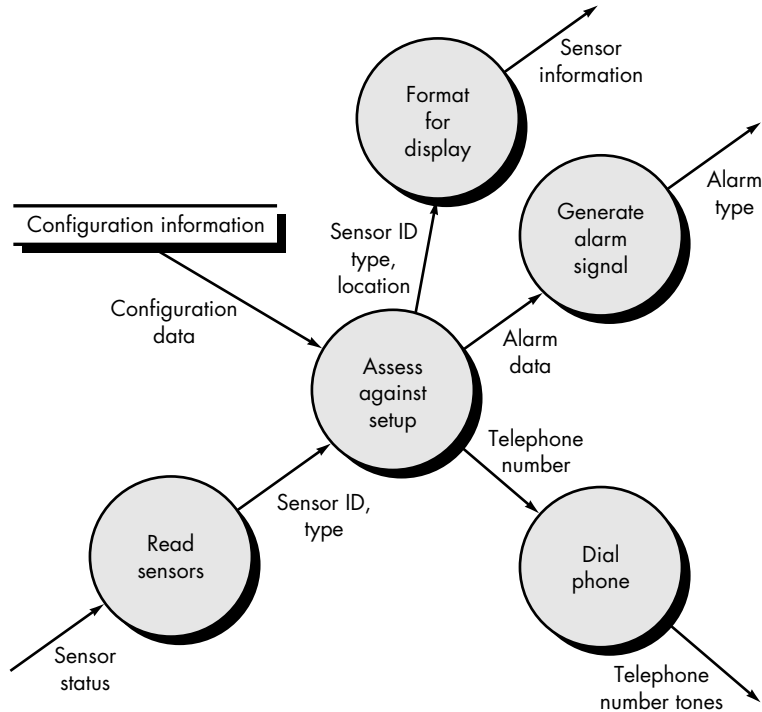 Sensor
information
Format
for
display
Alarm
type
Generate
alarm
signal
Configuration information
Sensor ID
type,
location
Configuration
data
Alarm
data
Assess
against
setup
Telephone
number
Sensor ID,
type
Read
sensors
Dial
phone
Sensor
status
Telephone
number tones